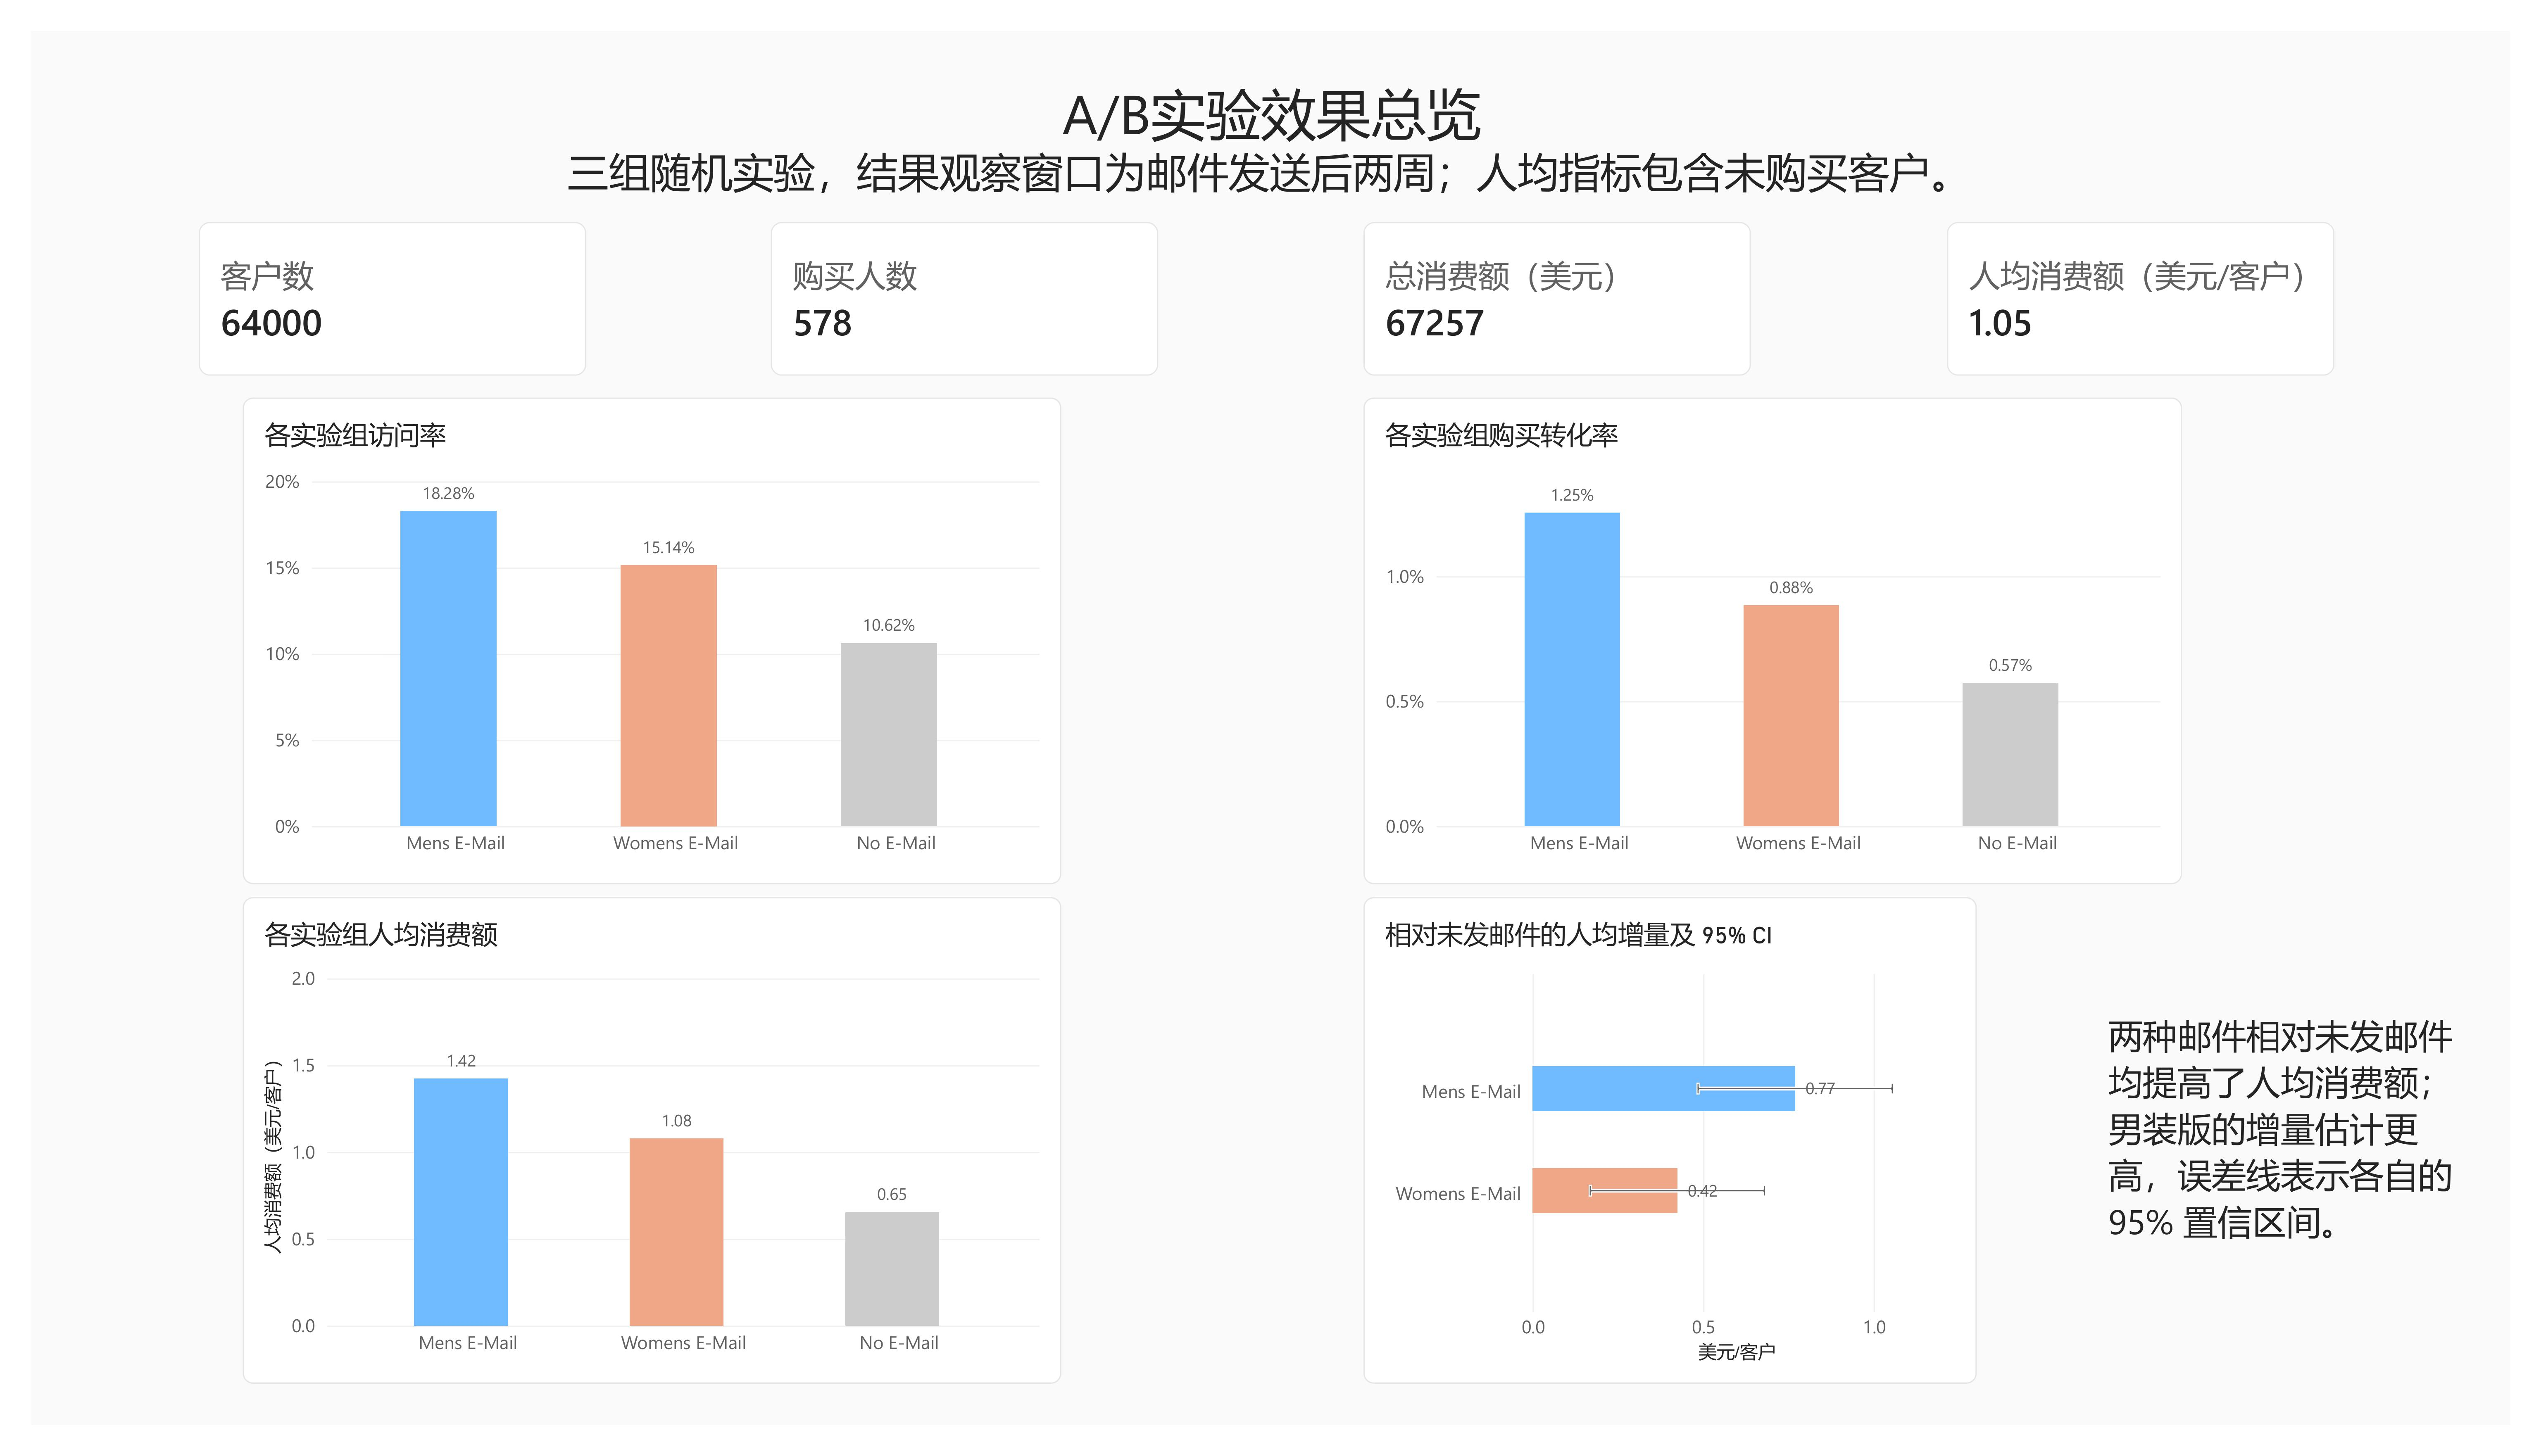 A/B实验效果总览
三组随机实验，结果观察窗口为邮件发送后两周；人均指标包含未购买客户。
客户数
64000
购买人数
578
总消费额（美元）
67257
人均消费额（美元/客户）
1.05
各实验组访问率
20%
15%
10%
5%
0%
18.28%
15.14%
10.62%
Mens E-Mail
Womens E-Mail
No E-Mail
各实验组购买转化率
1.0%
0.5%
0.0%
1.25%
0.88%
0.57%
Mens E-Mail
Womens E-Mail
No E-Mail
各实验组人均消费额
人均消费额（美元/客户）
2.0
1.5
1.0
0.5
0.0
1.42
1.08
0.65
Mens E-Mail
Womens E-Mail
No E-Mail
相对未发邮件的人均增量及 95% CI
Mens E-Mail
0.77
Womens E-Mail
0.42
0.0
0.5
1.0
美元/客户
两种邮件相对未发邮件
均提高了人均消费额；
男装版的增量估计更
高，误差线表示各自的
95% 置信区间。